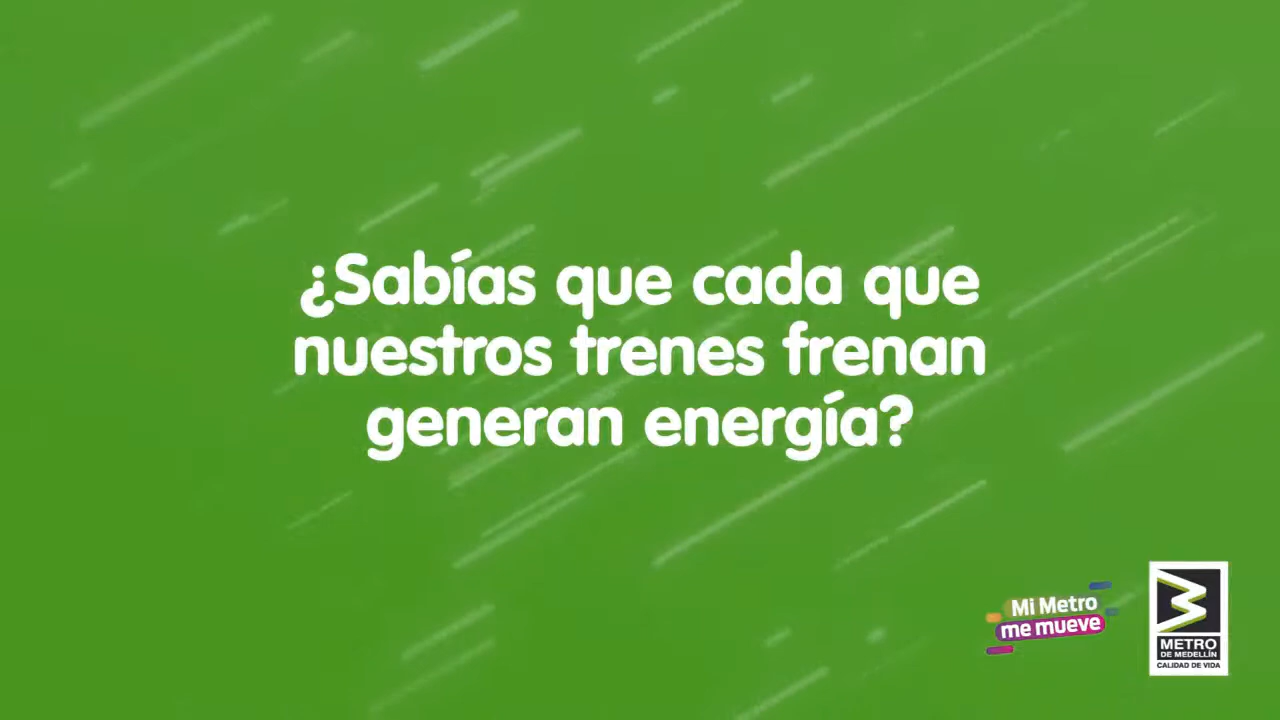 ¿Sabías que cada que
nuestros trenes frenan
generan energía?
Mi Metro
me mueve
METRO
DE MEDELLÍN
CALIDAD DE VIDA